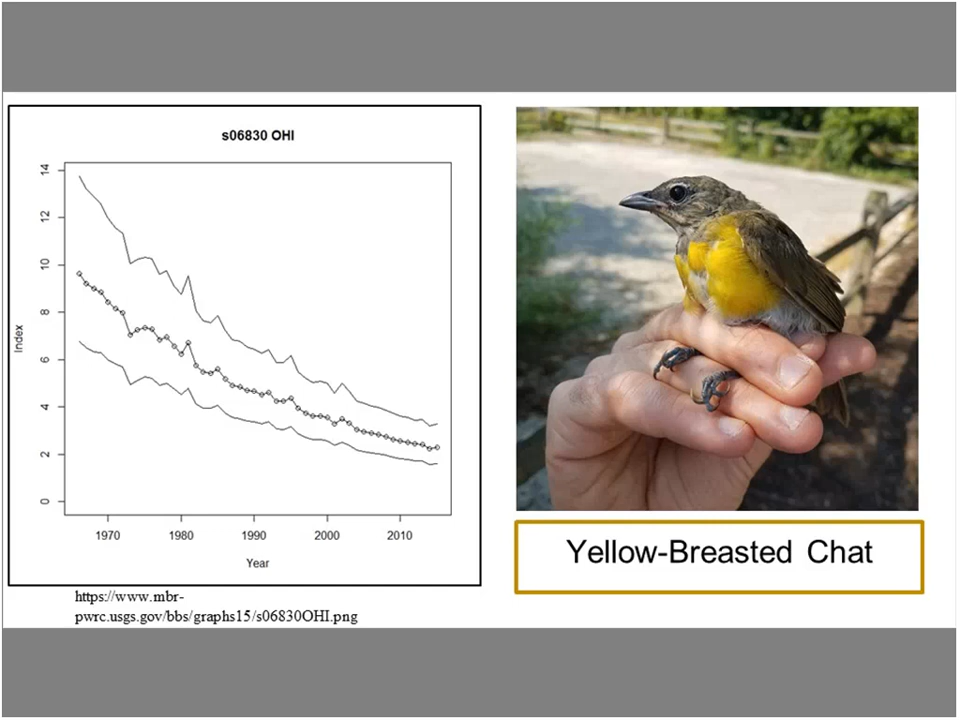 s06830 OHI
14
12
10
8
6
4
2
0
Index
1970 1980 1990 2000 2010
Year
https://www.mbr-
pwrc.usgs.gov/bbs/graphs15/s06830OHI.png
Yellow-Breasted Chat